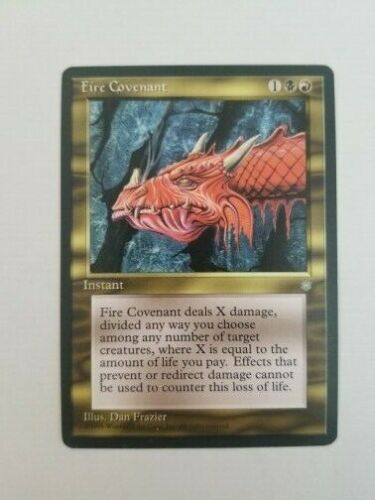 Fire Covenant 1
Instant
Fire Covenant deals X damage,
divided any way you choose
among any number of target
creatures, where X is equal to the
amount of life you pay. Effects that
prevent or redirect damage cannot
be used to counter this loss of life.
Illus. Dan Frazier